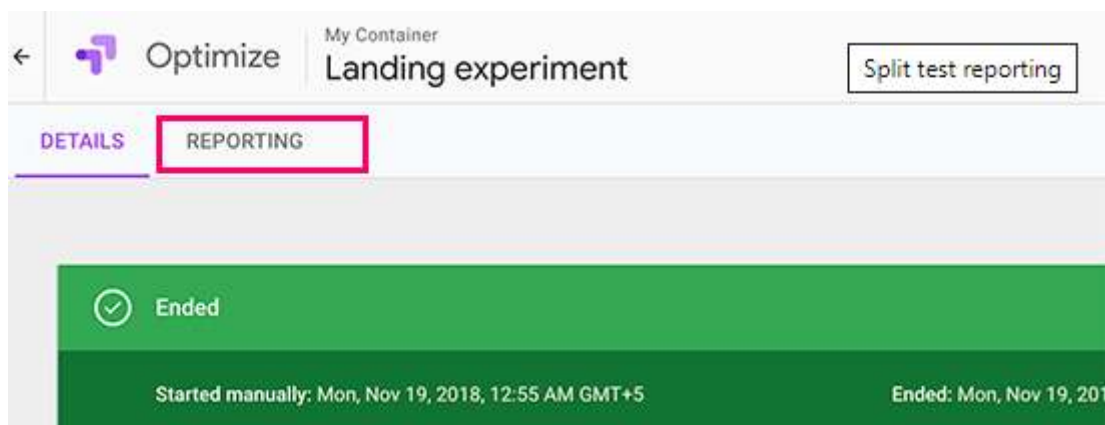 My Container
Optimize
Landing experiment
Split test reporting
DETAILS
REPORTING
Ended
Started manually: Mon, Nov 19, 2018, 12:55 AM GMT+5
Ended: Mon, Nov 19, 201